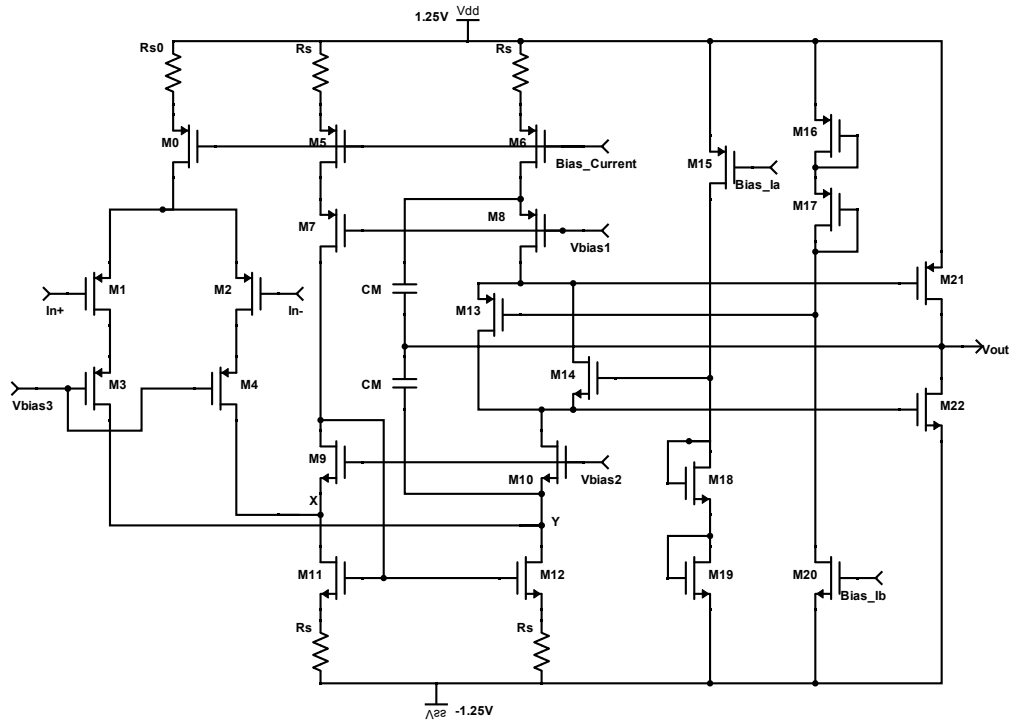 1.25V Vdd
Rs0 Rs Rs
M0 M5 M6 M16
Bias_Current M15
Bias_Ia
M7 M8 M17
Vbias1
M1 M2 CM M21
In+ In- M13
Vout
M3 M4 CM M14
Vbias3 M22
M9 M10 Vbias2 M18
X
Y
M11 M12 M19 M20
Bias_Ib
Rs Rs
Vss -1.25V